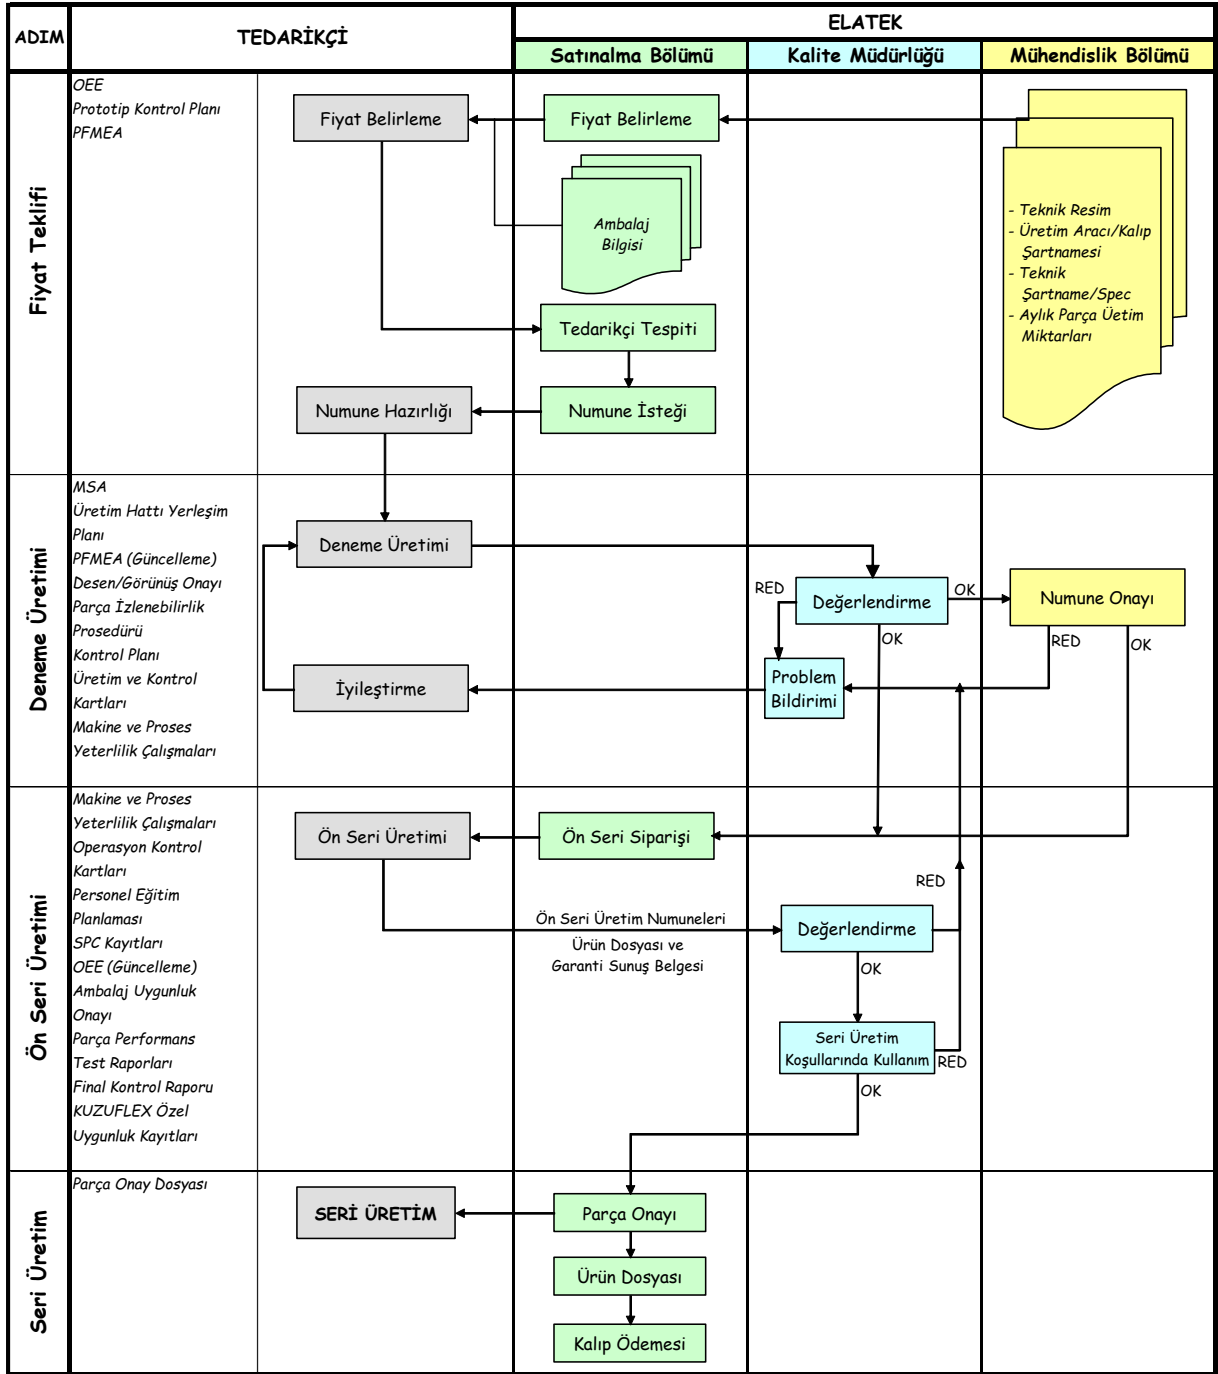 ADIM
TEDARİKÇİ
ELATEK
Satınalma Bölümü
Kalite Müdürlüğü
Mühendislik Bölümü
Fiyat Teklifi
OEE
Prototip Kontrol Planı
PFMEA
Fiyat Belirleme
Fiyat Belirleme
Ambalaj
Bilgisi
- Teknik Resim
- Üretim Aracı/Kalıp
Şartnamesi
- Teknik
Şartname/Spec
- Aylık Parça Üetim
Miktarları
Tedarikçi Tespiti
Numune Hazırlığı
Numune İsteği
Deneme Üretimi
MSA
Üretim Hattı Yerleşim
Planı
PFMEA (Güncelleme)
Desen/Görünüş Onayı
Parça İzlenebilirlik
Prosedürü
Kontrol Planı
Üretim ve Kontrol
Kartları
Makine ve Proses
Yeterlilik Çalışmaları
Deneme Üretimi
RED
Değerlendirme
OK
Numune Onayı
OK
RED
OK
İyileştirme
Problem
Bildirimi
Ön Seri Üretimi
Makine ve Proses
Yeterlilik Çalışmaları
Operasyon Kontrol
Kartları
Personel Eğitim
Planlaması
SPC Kayıtları
OEE (Güncelleme)
Ambalaj Uygunluk
Onayı
Parça Performans
Test Raporları
Final Kontrol Raporu
KUZUFLEX Özel
Uygunluk Kayıtları
Ön Seri Üretimi
Ön Seri Siparişi
RED
Ön Seri Üretim Numuneleri
Ürün Dosyası ve
Garanti Sunuş Belgesi
Değerlendirme
OK
Seri Üretim
Koşullarında Kullanım
RED
OK
Seri Üretim
Parça Onay Dosyası
SERİ ÜRETİM
Parça Onayı
Ürün Dosyası
Kalıp Ödemesi